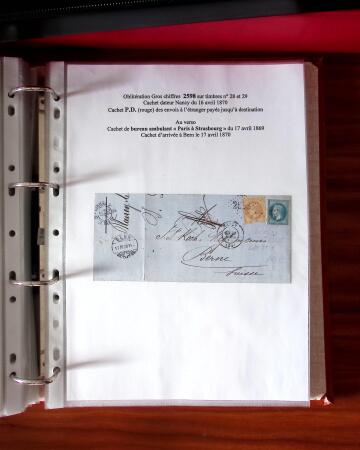 Oblitération Gros chiffres 2598 sur timbres n° 28 et 29
Cachet dateur Nancy du 16 avril 1870
Cachet P.D. (rouge) des envois à l'étranger payés jusqu'à destination
Au verso
Cachet de bureau ambulant « Paris à Strasbourg » du 17 avril 1869
Cachet d'arrivée à Bern le 17 avril 1870
Berne
Suisse